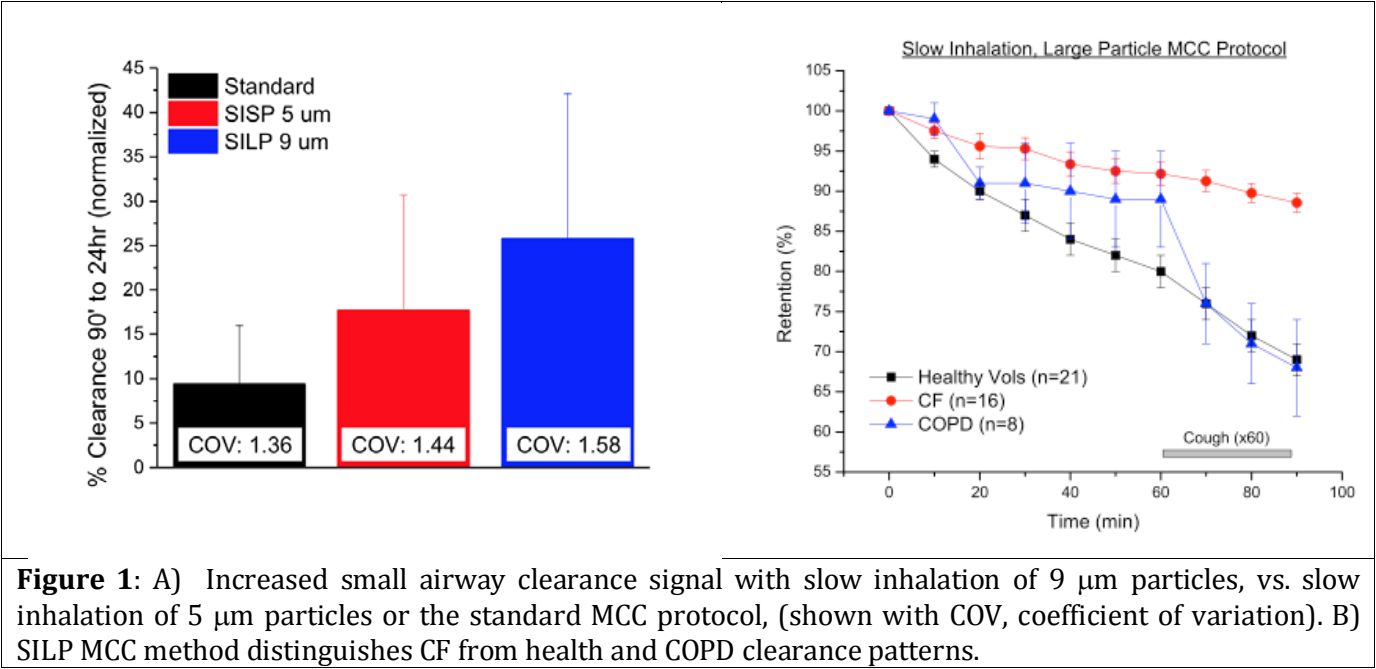 % Clearance 90' to 24hr (normalized)
45
40
35
30
25
20
15
10
5
0
Standard
SISP 5 um
SILP 9 um
COV: 1.36
COV: 1.44
COV: 1.58
Slow Inhalation, Large Particle MCC Protocol
Retention (%)
105
100
95
90
85
80
75
70
65
60
55
Healthy Vols (n=21)
CF (n=16)
COPD (n=8)
Cough (x60)
0
20
40
60
80
100
Time (min)
Figure 1: A) Increased small airway clearance signal with slow inhalation of 9 μm particles, vs. slow
inhalation of 5 μm particles or the standard MCC protocol, (shown with COV, coefficient of variation). B)
SILP MCC method distinguishes CF from health and COPD clearance patterns.